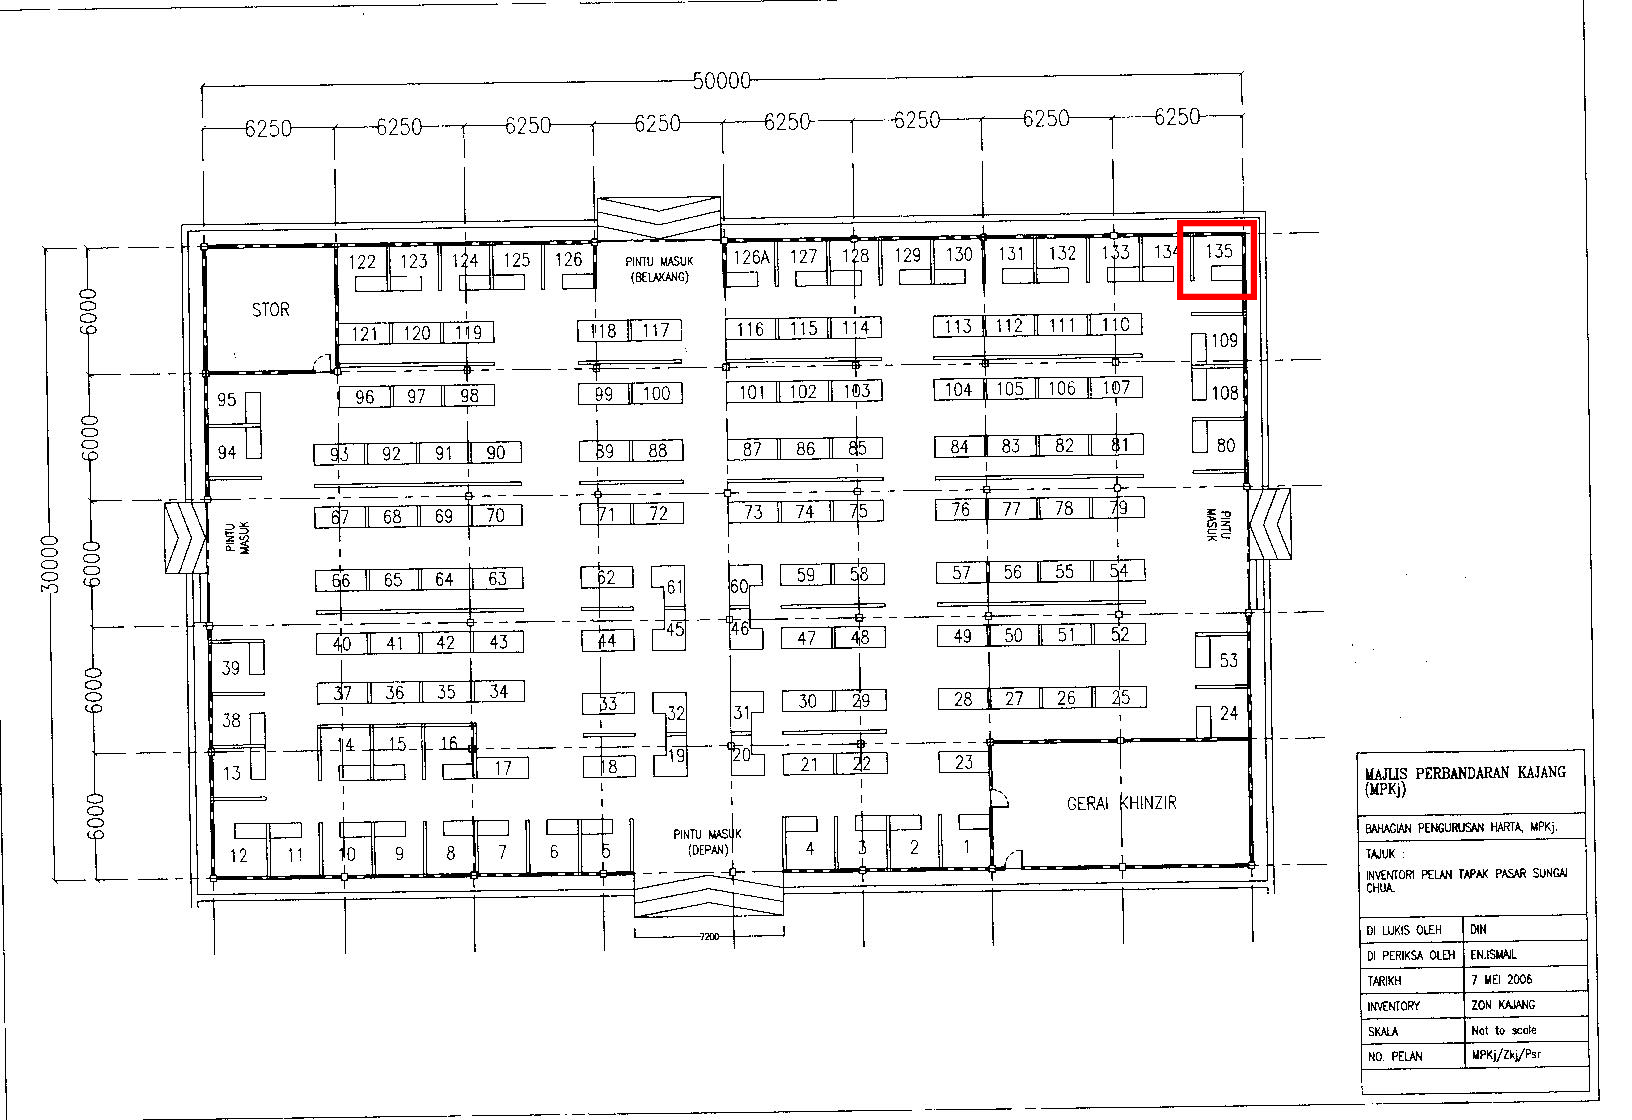 50000
6250 6250 6250 6250 6250 6250 6250 6250
30000
6000 6000 6000 6000 6000
122 123 124 125 126
PINTU MASUK
(BELAKANG)
126A 127 128 129 130 131 132 133 134 135
STOR
121 120 119 118 117 116 115 114 113 112 111 110
109
96 97 98 99 100 101 102 103 104 105 106 107
108
95
94
93 92 91 90 89 88 87 86 85 84 83 82 81
80
67 68 69 70 71 72 73 74 75 76 77 78 79
PINTU
MASUK
PINTU
MASUK
66 65 64 63 62 61 60 59 58 57 56 55 54
40 41 42 43 44 45 46 47 48 49 50 51 52
53
39
38
37 36 35 34 33 32 31 30 29 28 27 26 25
24
14 15 16
13
17 18 19 20 21 22 23
GERAI KHINZIR
12 11 10 9 8 7 6 5
PINTU MASUK
(DEPAN)
4 3 2 1
7200
MAJLIS PERBANDARAN KAJANG
(MPKj)
BAHAGIAN PENGURUSAN HARTA, MPKj.
TAJUK :
INVENTORI PELAN TAPAK PASAR SUNGAI
CHUA.
DI LUKIS OLEH DIN
DI PERIKSA OLEH EN.ISMAIL
TARIKH 7 MEI 2006
INVENTORY ZON KAJANG
SKALA Not to scale
NO. PELAN MPKj/Zkj/Psr